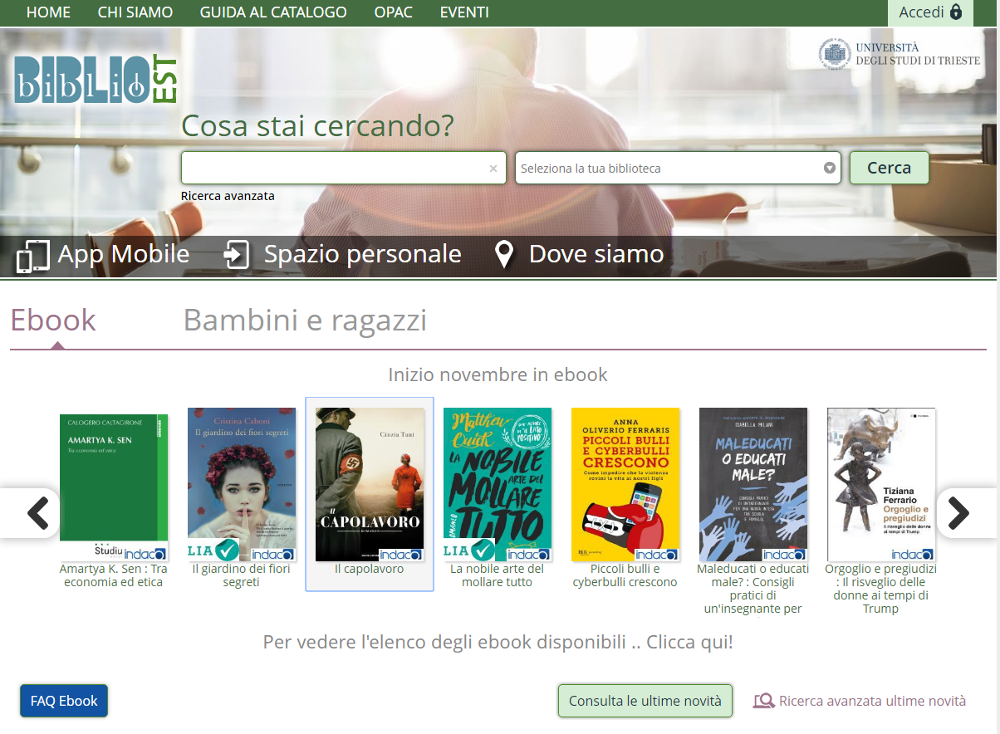 HOME CHI SIAMO GUIDA AL CATALOGO OPAC EVENTI Accedi
UNIVERSITÀ
DEGLI STUDI DI TRIESTE
BIBLIO EST
biblio
Cosa stai cercando?
Seleziona la tua biblioteca
Cerca
Ricerca avanzata
App Mobile Spazio personale Dove siamo
Ebook Bambini e ragazzi
Inizio novembre in ebook
CALOGERO CALTAGIRONE
AMARTYA K. SEN
Tra economia ed etica
Studium
indaco
Amartya K. Sen : Tra
economia ed etica
Cristina Caboni
Il giardino dei fiori segreti
LIA
indaco
Il giardino dei fiori
segreti
Cinzia Tani
IL
CAPOLAVORO
ROMANZO
indaco
Il capolavoro
Matthew
Quick
LA
NOBILE
ARTE DEL
MOLLARE
TUTTO
ROMANZO
LIA
indaco
La nobile arte del
mollare tutto
ANNA
OLIVERIO FERRARIS
PICCOLI BULLI
E CYBERBULLI
CRESCONO
Come impedire che la violenza
rovini la vita ai nostri figli
BUR
indaco
Piccoli bulli e
cyberbulli crescono
ISABELLA MILANI
MALEDUCATI
O EDUCATI
MALE?
CONSIGLI PRATICI
DI UN'INSEGNANTE
PER UNA NUOVA INTESA
TRA SCUOLA
E FAMIGLIA
indaco
Maleducati o educati
male? : Consigli
pratici di
un'insegnante per
Tiziana
Ferrario
Orgoglio e
pregiudizi
Il risveglio delle donne
ai tempi di Trump
indaco
Orgoglio e pregiudizi
: Il risveglio delle
donne ai tempi di
Trump
Per vedere l'elenco degli ebook disponibili .. Clicca qui!
FAQ Ebook
Consulta le ultime novità
Ricerca avanzata ultime novità